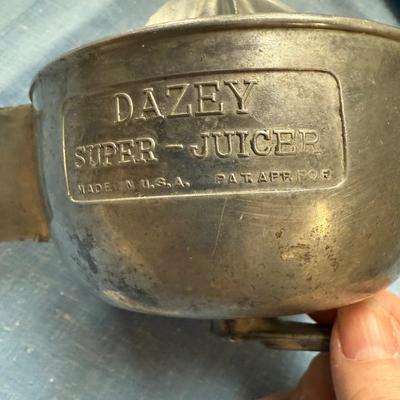 DAZEY
SUPER-JUICER
MADE IN U.S.A. PAT. APP. FOR